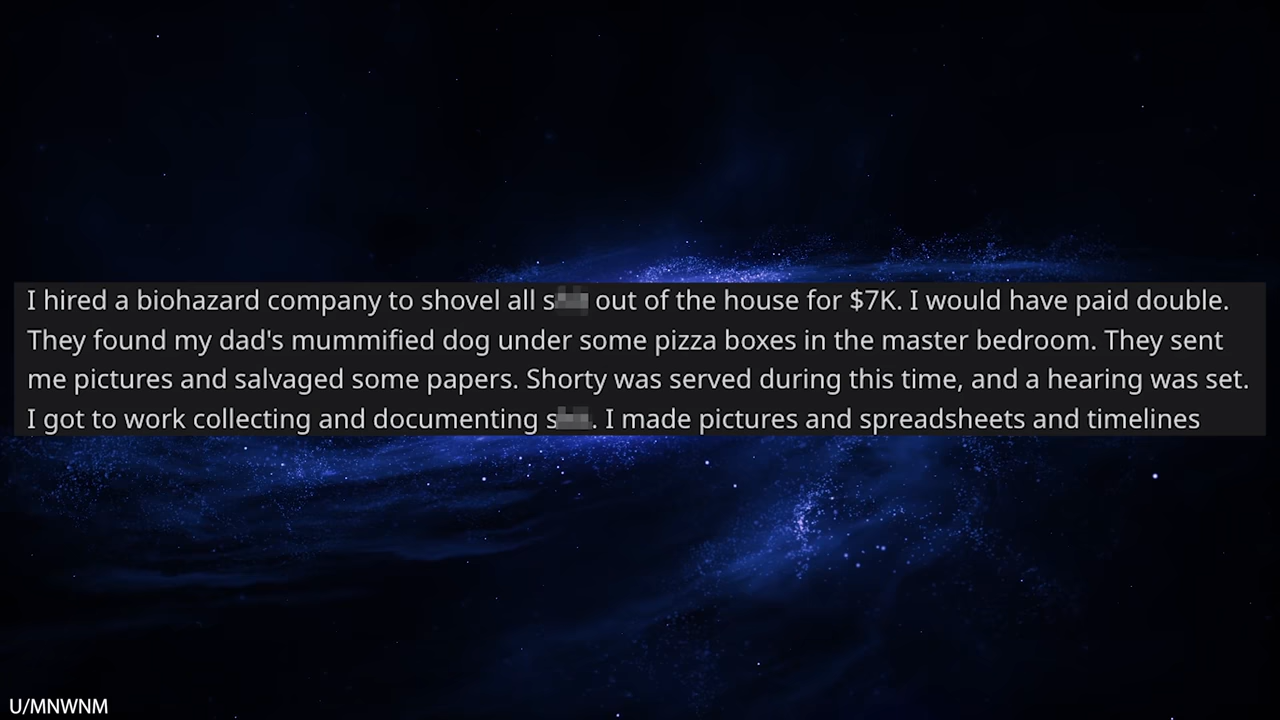 I hired a biohazard company to shovel all s out of the house for $7K. I would have paid double.
They found my dad's mummified dog under some pizza boxes in the master bedroom. They sent
me pictures and salvaged some papers. Shorty was served during this time, and a hearing was set.
I got to work collecting and documenting s. I made pictures and spreadsheets and timelines
U/MNWNM